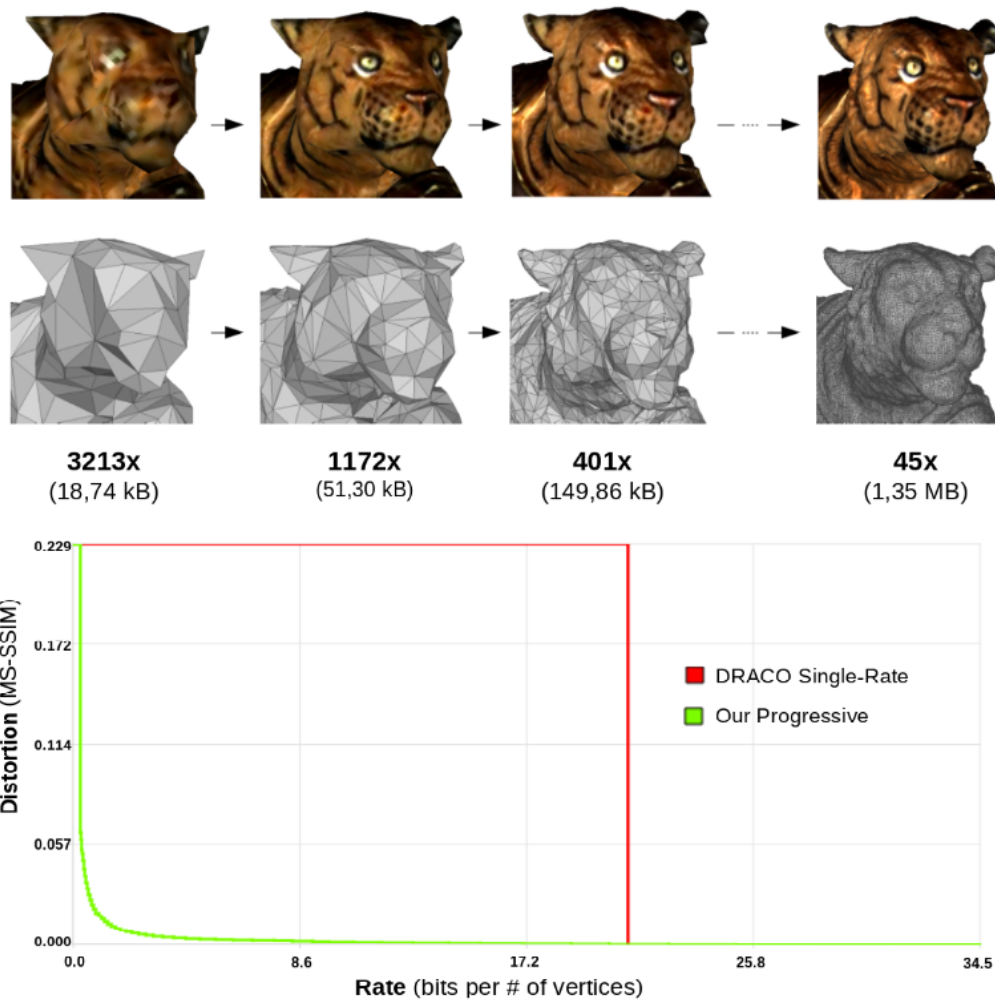 3213x 1172x 401x 45x
(18,74 kB) (51,30 kB) (149,86 kB) (1,35 MB)
0.229
0.172
0.114
0.057
0.000
Distortion (MS-SSIM)
DRACO Single-Rate
Our Progressive
0.0 8.6 17.2 25.8 34.5
Rate (bits per # of vertices)